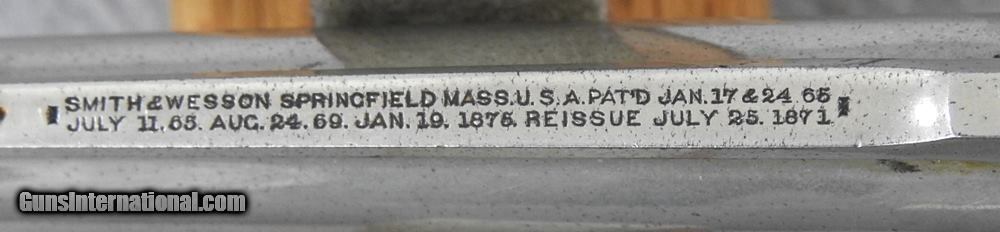 SMITH & WESSON SPRINGFIELD MASS. U.S.A. PAT'D JAN. 17 & 24 65
JULY 11. 65. AUG. 24. 69. JAN. 19. 1875. REISSUE JULY 25. 1871
GunsInternational.com